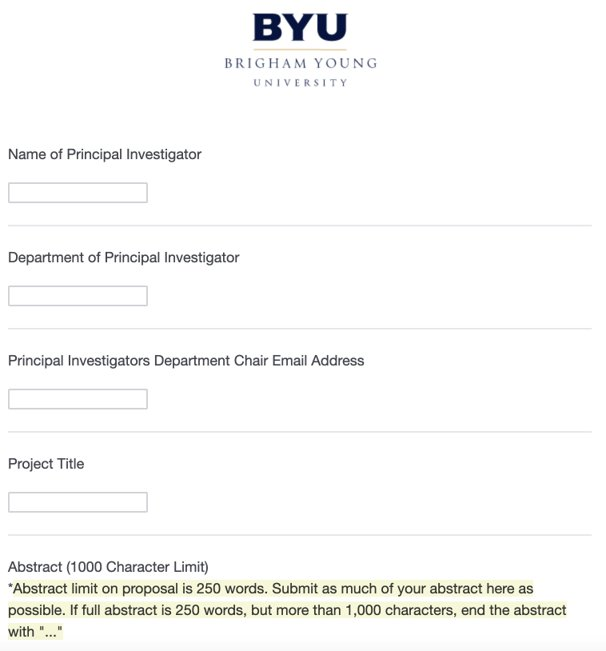 BYU
BRIGHAM YOUNG
UNIVERSITY
Name of Principal Investigator
Department of Principal Investigator
Principal Investigators Department Chair Email Address
Project Title
Abstract (1000 Character Limit)
*Abstract limit on proposal is 250 words. Submit as much of your abstract here as
possible. If full abstract is 250 words, but more than 1,000 characters, end the abstract
with "..."